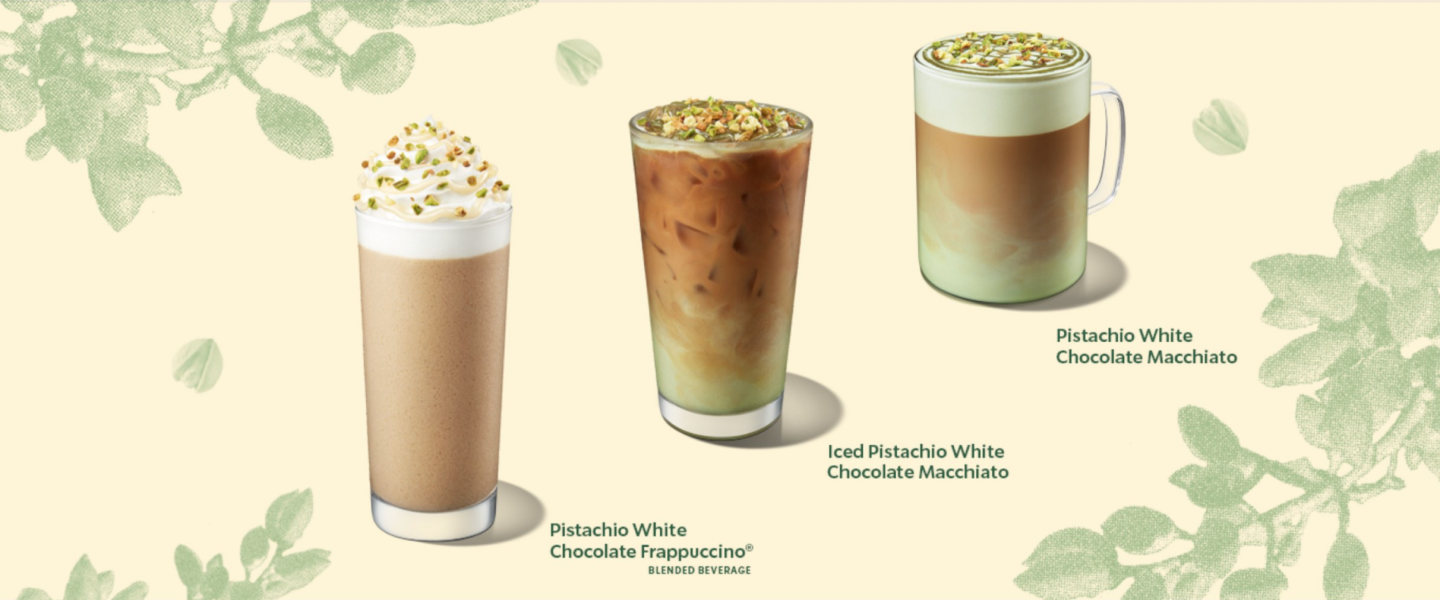 Pistachio White
Chocolate Macchiato
Iced Pistachio White
Chocolate Macchiato
Pistachio White
Chocolate Frappuccino®
BLENDED BEVERAGE